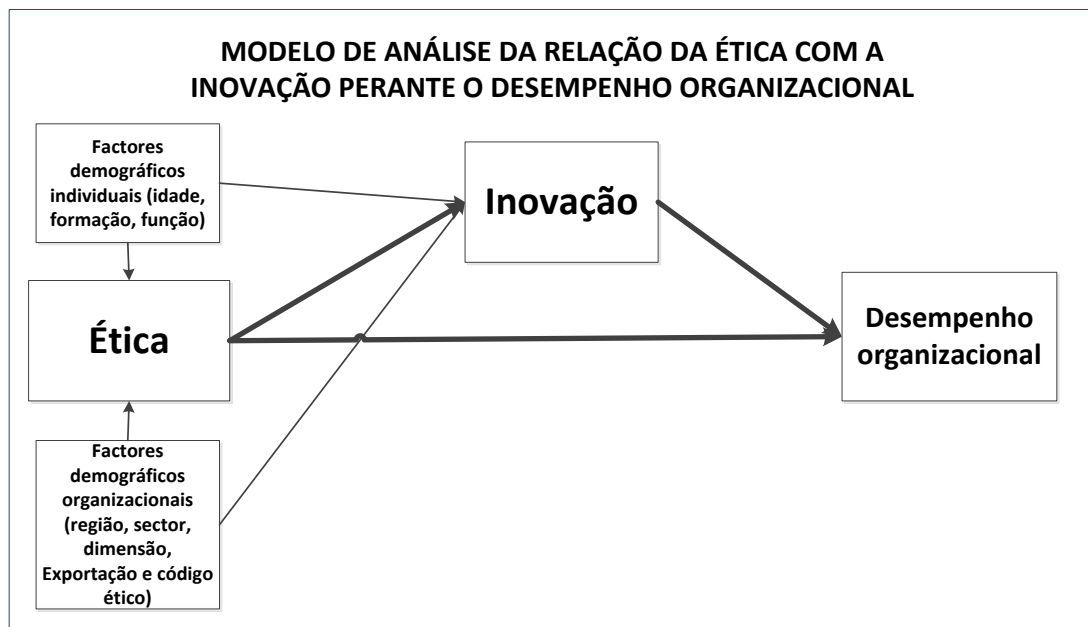 MODELO DE ANÁLISE DA RELAÇÃO DA ÉTICA COM A
INOVAÇÃO PERANTE O DESEMPENHO ORGANIZACIONAL
Factores
demográficos
individuais (idade,
formação, função)
Inovação
Ética
Desempenho
organizacional
Factores
demográficos
organizacionais
(região, sector,
dimensão,
Exportação e código
ético)